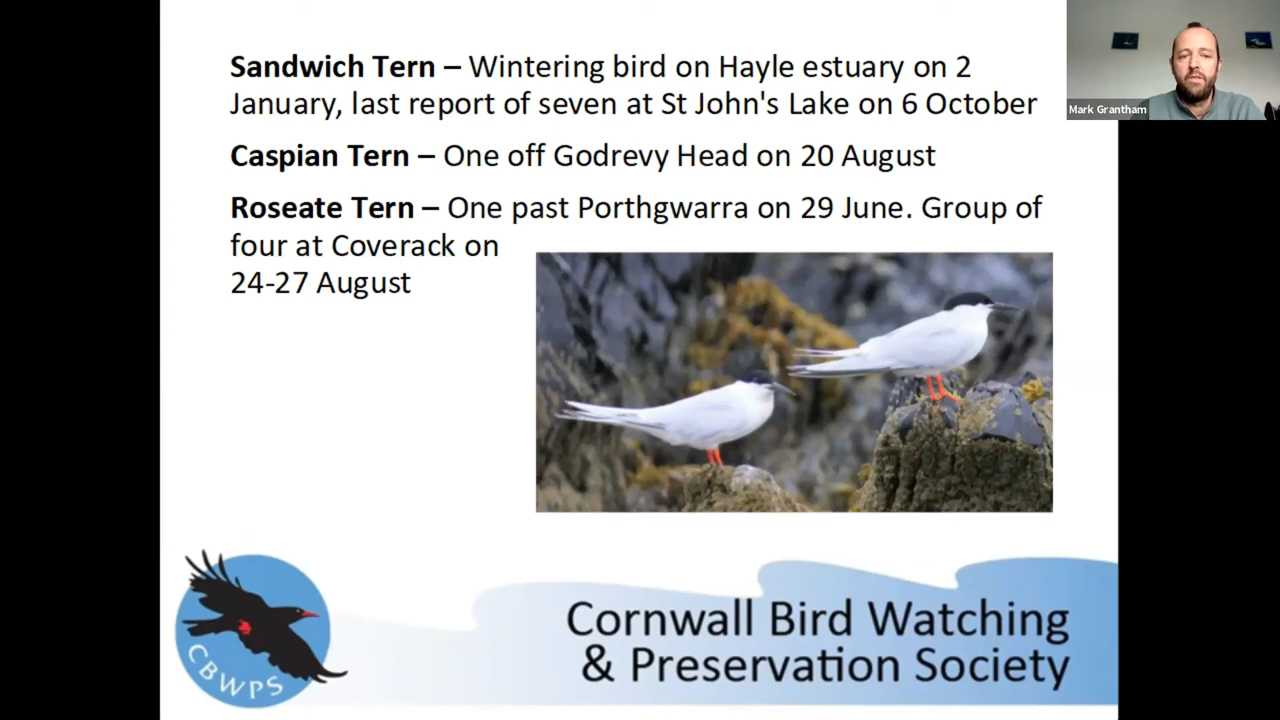 Sandwich Tern – Wintering bird on Hayle estuary on 2
January, last report of seven at St John's Lake on 6 October
Mark Grantham
Caspian Tern – One off Godrevy Head on 20 August
Roseate Tern – One past Porthgwarra on 29 June. Group of
four at Coverack on
24-27 August
CBWPS
Cornwall Bird Watching
& Preservation Society